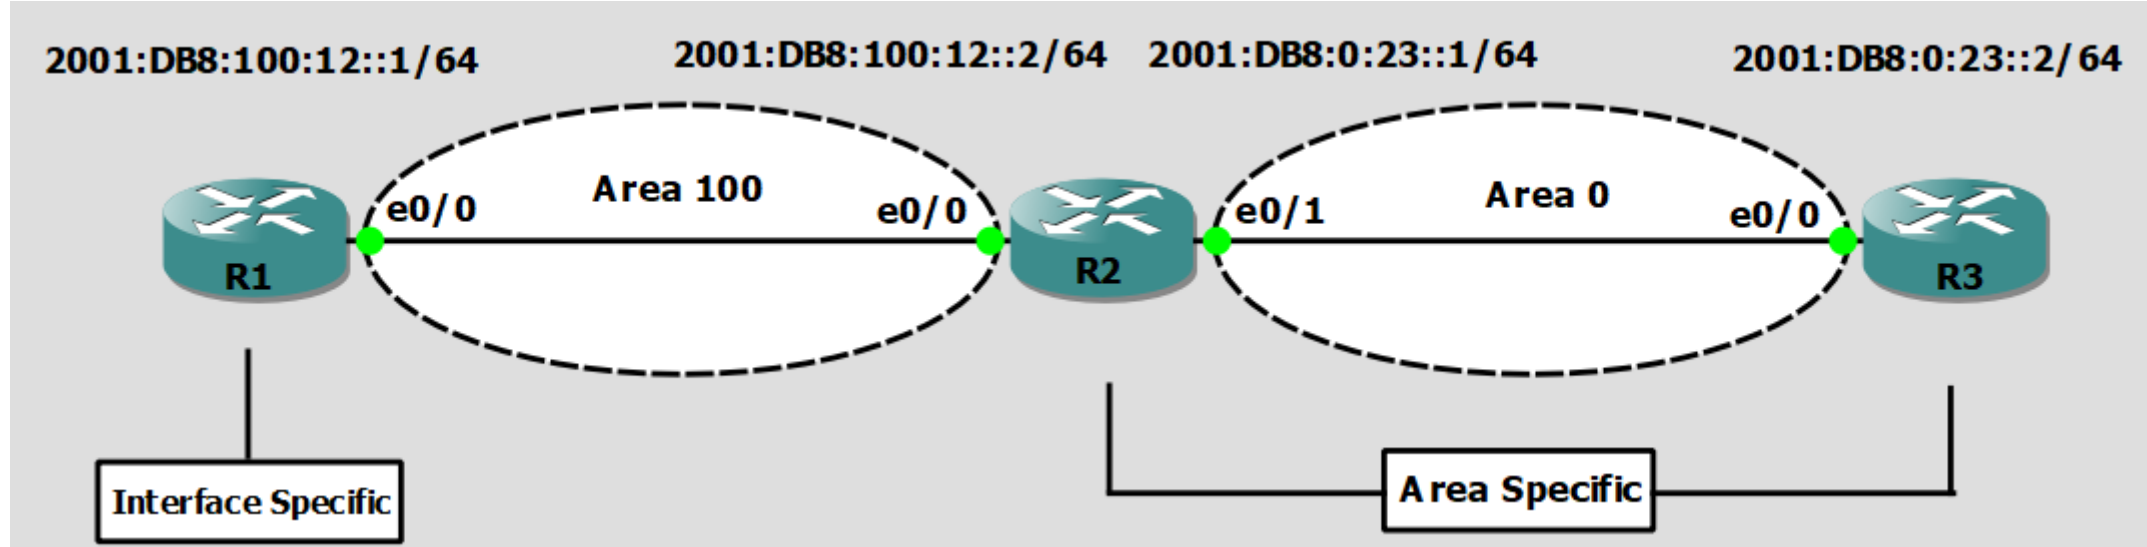 2001:DB8:100:12::1/64
2001:DB8:100:12::2/64
2001:DB8:0:23::1/64
2001:DB8:0:23::2/64
Area 100
Area 0
e0/0
e0/0
e0/1
e0/0
R1
R2
R3
Interface Specific
Area Specific